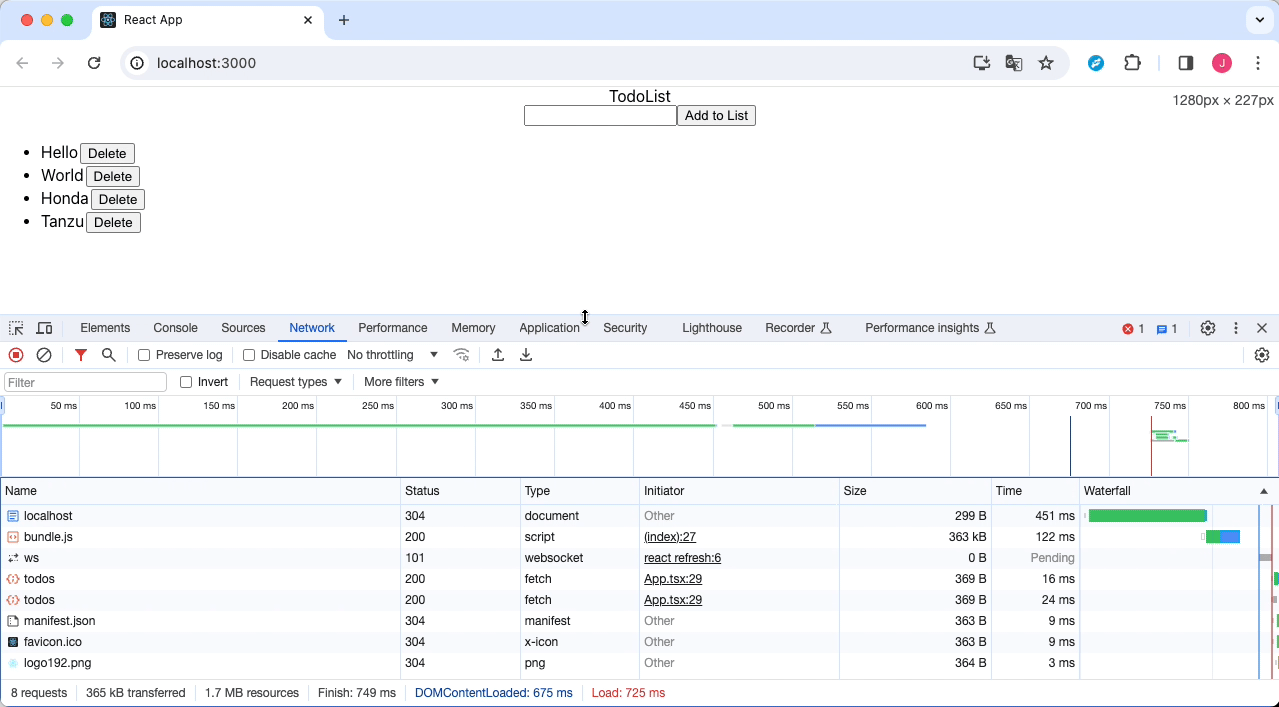 React App
localhost:3000
J
TodoList
1280px × 227px
Add to List
• Hello Delete
• World Delete
• Honda Delete
• Tanzu Delete
Elements Console Sources Network Performance Memory Application Security Lighthouse Recorder Performance insights 1 1
Preserve log Disable cache No throttling
Filter Invert Request types More filters
50 ms 100 ms 150 ms 200 ms 250 ms 300 ms 350 ms 400 ms 450 ms 500 ms 550 ms 600 ms 650 ms 700 ms 750 ms 800 ms
Name Status Type Initiator Size Time Waterfall
localhost 304 document Other 299 B 451 ms
bundle.js 200 script (index):27 363 kB 122 ms
ws 101 websocket react refresh:6 0 B Pending
todos 200 fetch App.tsx:29 369 B 16 ms
todos 200 fetch App.tsx:29 369 B 24 ms
manifest.json 304 manifest Other 363 B 9 ms
favicon.ico 304 x-icon Other 363 B 9 ms
logo192.png 304 png Other 364 B 3 ms
8 requests 365 kB transferred 1.7 MB resources Finish: 749 ms DOMContentLoaded: 675 ms Load: 725 ms